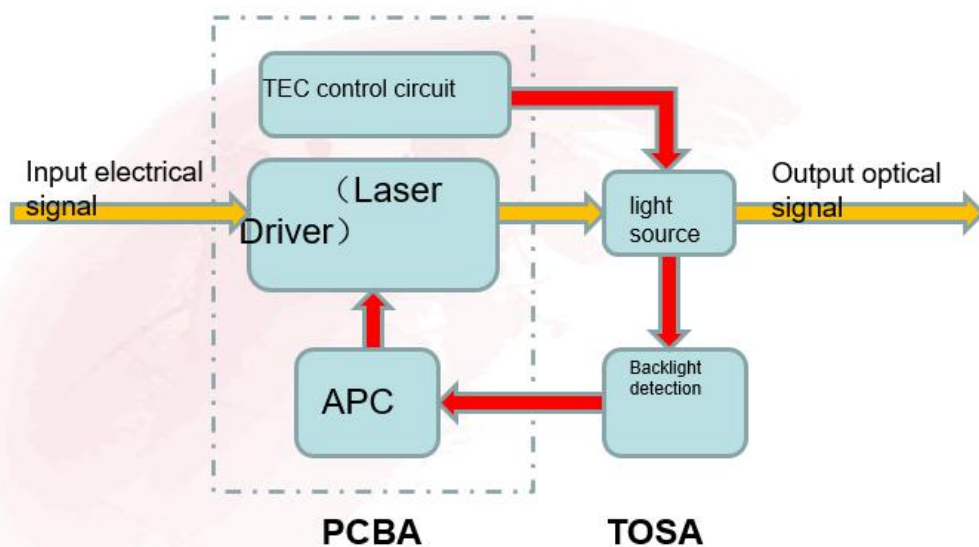 TEC control circuit
Input electrical
signal
（Laser
Driver）
light
source
Output optical
signal
APC
Backlight
detection
PCBA
TOSA